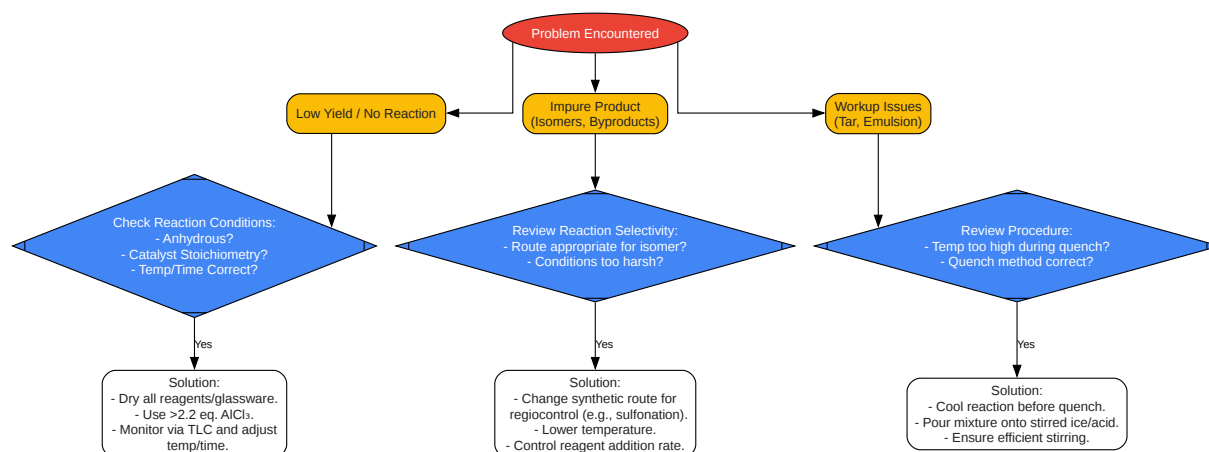 Problem Encountered
Low Yield / No Reaction
Impure Product
(Isomers, Byproducts)
Workup Issues
(Tar, Emulsion)
Check Reaction Conditions:
- Anhydrous?
- Catalyst Stoichiometry?
- Temp/Time Correct?
Review Reaction Selectivity:
- Route appropriate for isomer?
- Conditions too harsh?
Review Procedure:
- Temp too high during quench?
- Quench method correct?
Yes
Yes
Yes
Solution:
- Dry all reagents/glassware.
- Use >2.2 eq. AlCl₃.
- Monitor via TLC and adjust
temp/time.
Solution:
- Change synthetic route for
regiocontrol (e.g., sulfonation).
- Lower temperature.
- Control reagent addition rate.
Solution:
- Cool reaction before quench.
- Pour mixture onto stirred ice/acid.
- Ensure efficient stirring.